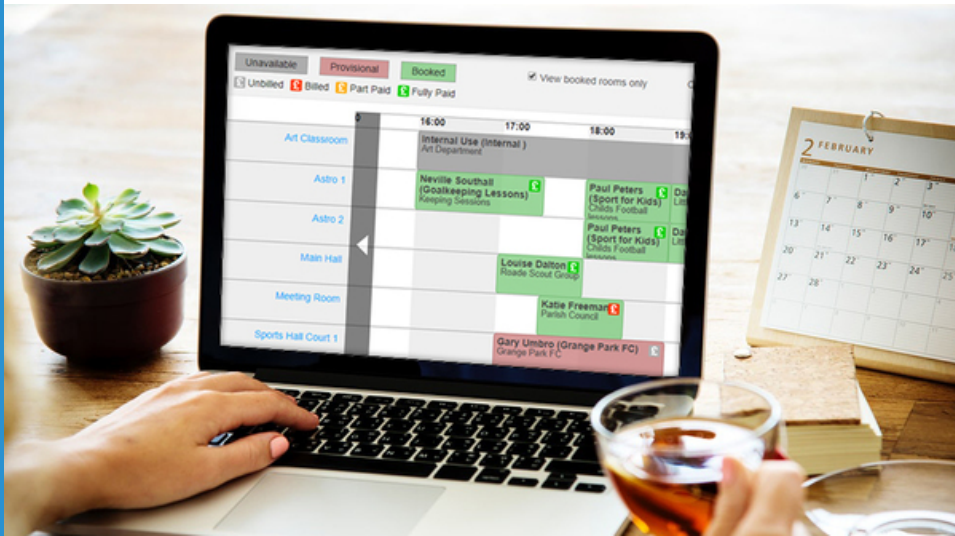 Unavailable Provisional Booked View booked rooms only
Unbilled £ Billed £ Part Paid £ Fully Paid
16:00 17:00 18:00 19:
Art Classroom
Internal Use (Internal )
Art Department
Astro 1
Neville Southall £
(Goalkeeping Lessons)
Keeping Sessions
Paul Peters £
(Sport for Kids)
Childs Football
lessons
Astro 2
Paul Peters £
(Sport for Kids)
Childs Football
lessons
Main Hall
Louise Dalton £
Roade Scout Group
Meeting Room
Katie Freeman £
Parish Council
Sports Hall Court 1
Gary Umbro (Grange Park FC) £
Grange Park FC
2 FEBRUARY
1 2 3
6 7 8 9 10
13 14 15 16 17
20 21 22 23 24
27 28